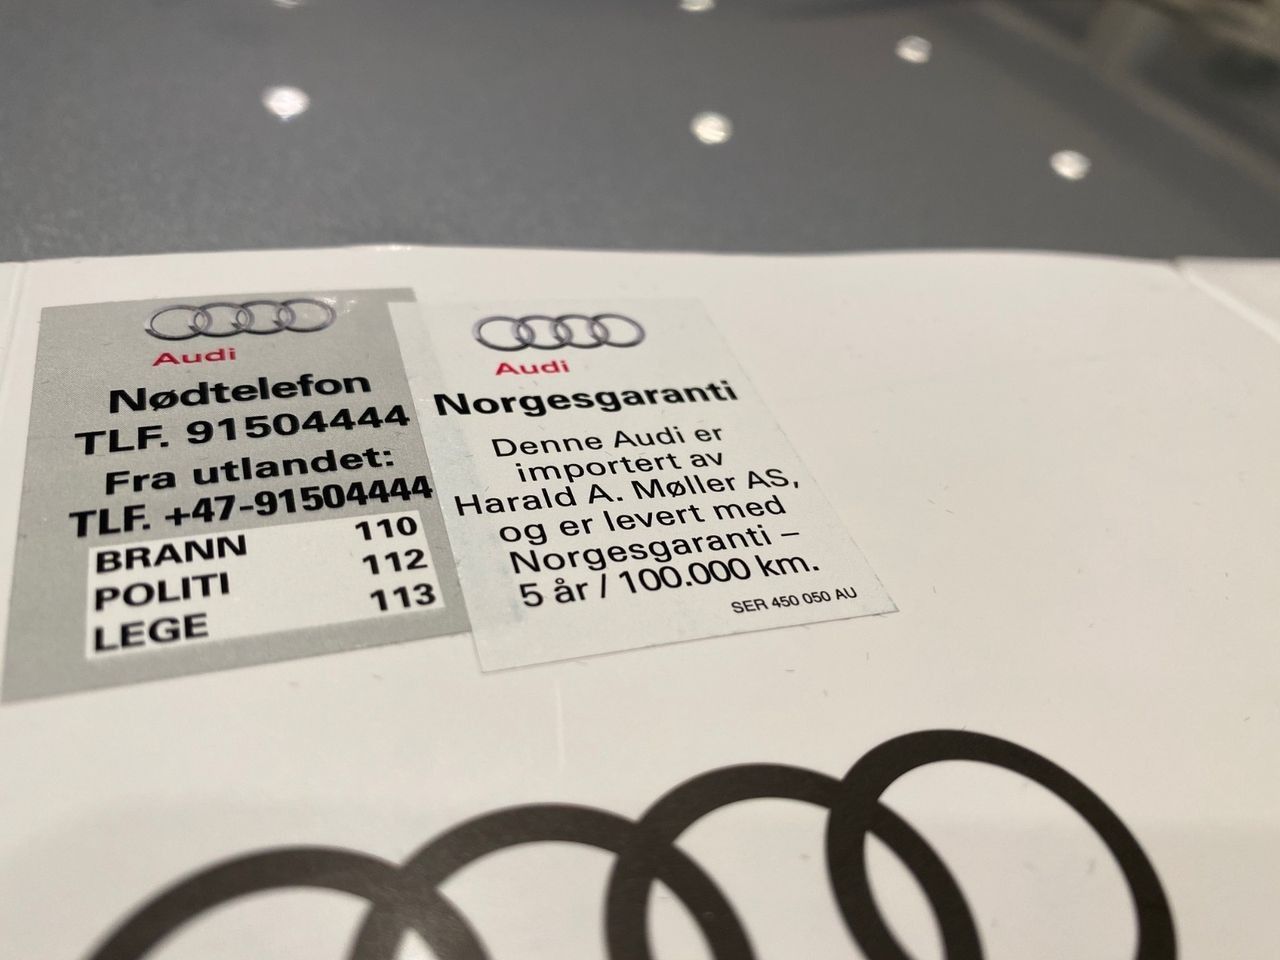 Audi
Nødtelefon
TLF. 91504444
Fra utlandet:
TLF. +47-91504444
BRANN 110
POLITI 112
LEGE 113
Audi
Norgesgaranti
Denne Audi er
importert av
Harald A. Møller AS,
og er levert med
Norgesgaranti –
5 år / 100.000 km.
SER 450 050 AU